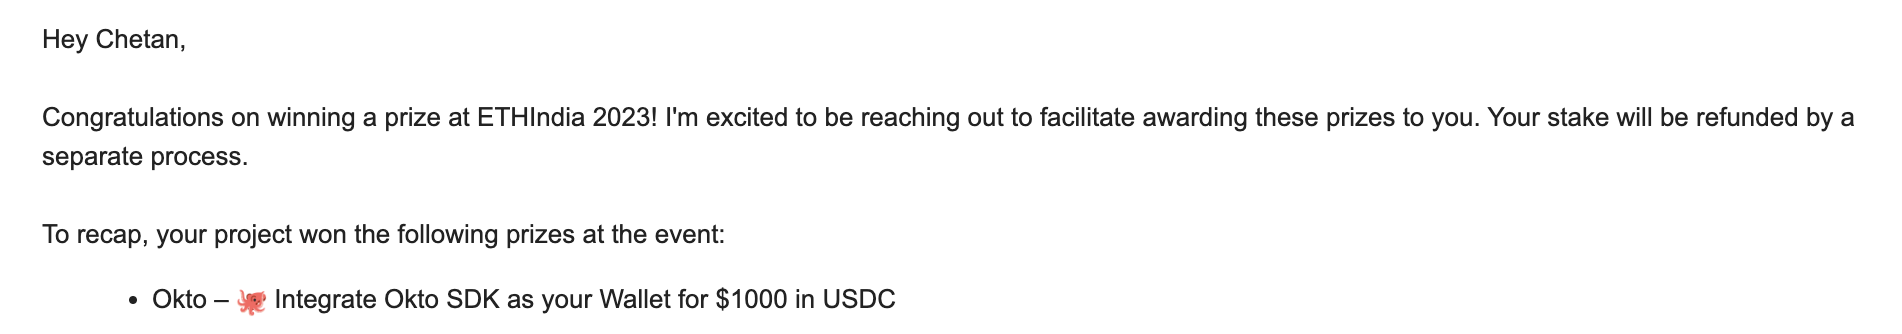 Hey Chetan,
Congratulations on winning a prize at ETHIndia 2023! I'm excited to be reaching out to facilitate awarding these prizes to you. Your stake will be refunded by a
separate process.
To recap, your project won the following prizes at the event:
• Okto – 🐙 Integrate Okto SDK as your Wallet for $1000 in USDC